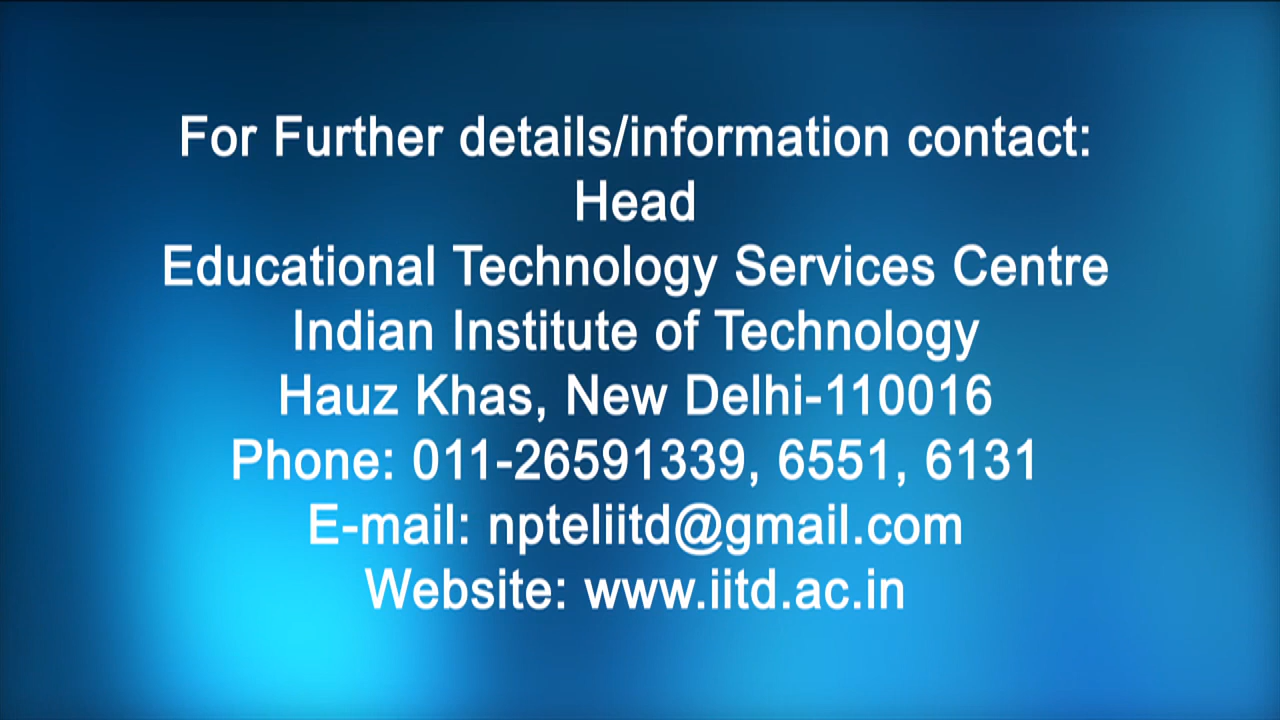 For Further details/information contact:
Head
Educational Technology Services Centre
Indian Institute of Technology
Hauz Khas, New Delhi-110016
Phone: 011-26591339, 6551, 6131
E-mail: npteliitd@gmail.com
Website: www.iitd.ac.in